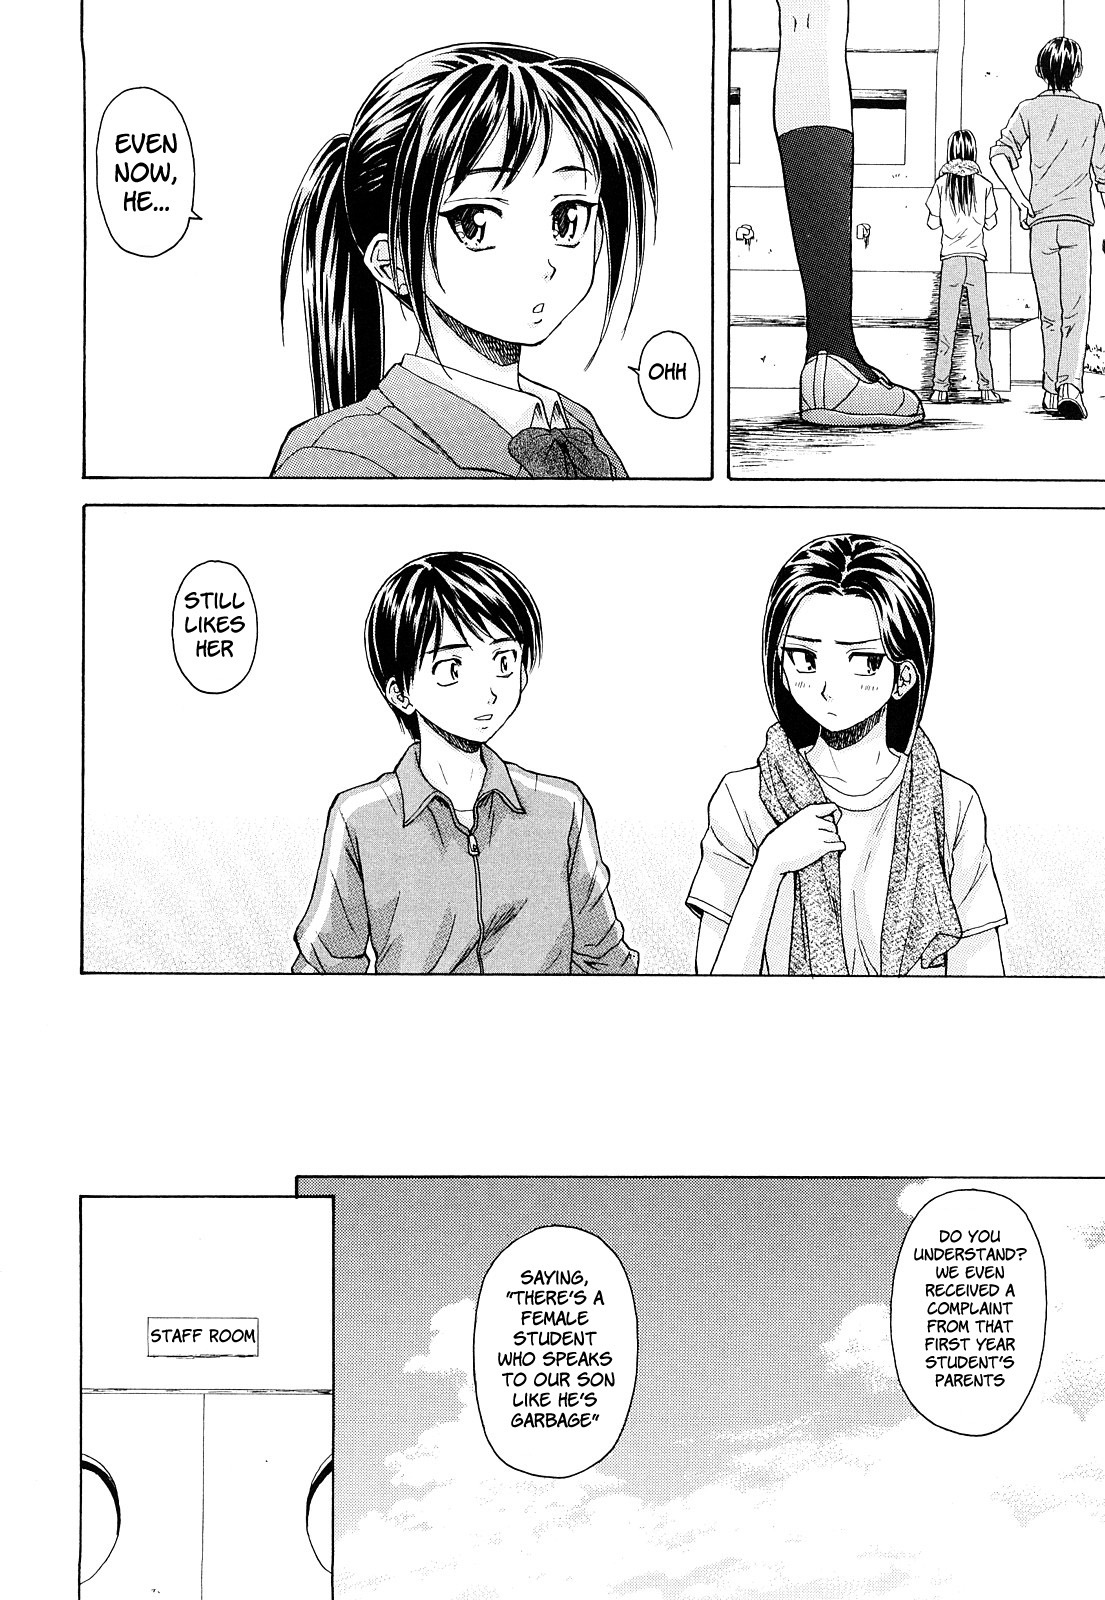 OHH
EVEN
NOW,
HE...
STILL
LIKES
HER
DO YOU
UNDERSTAND?
WE EVEN
RECEIVED A
COMPLAINT
FROM THAT
FIRST YEAR
STUDENT'S
PARENTS
SAYING,
"THERE'S A
FEMALE
STUDENT
WHO SPEAKS
TO OUR SON
LIKE HE'S
GARBAGE"
STAFF ROOM